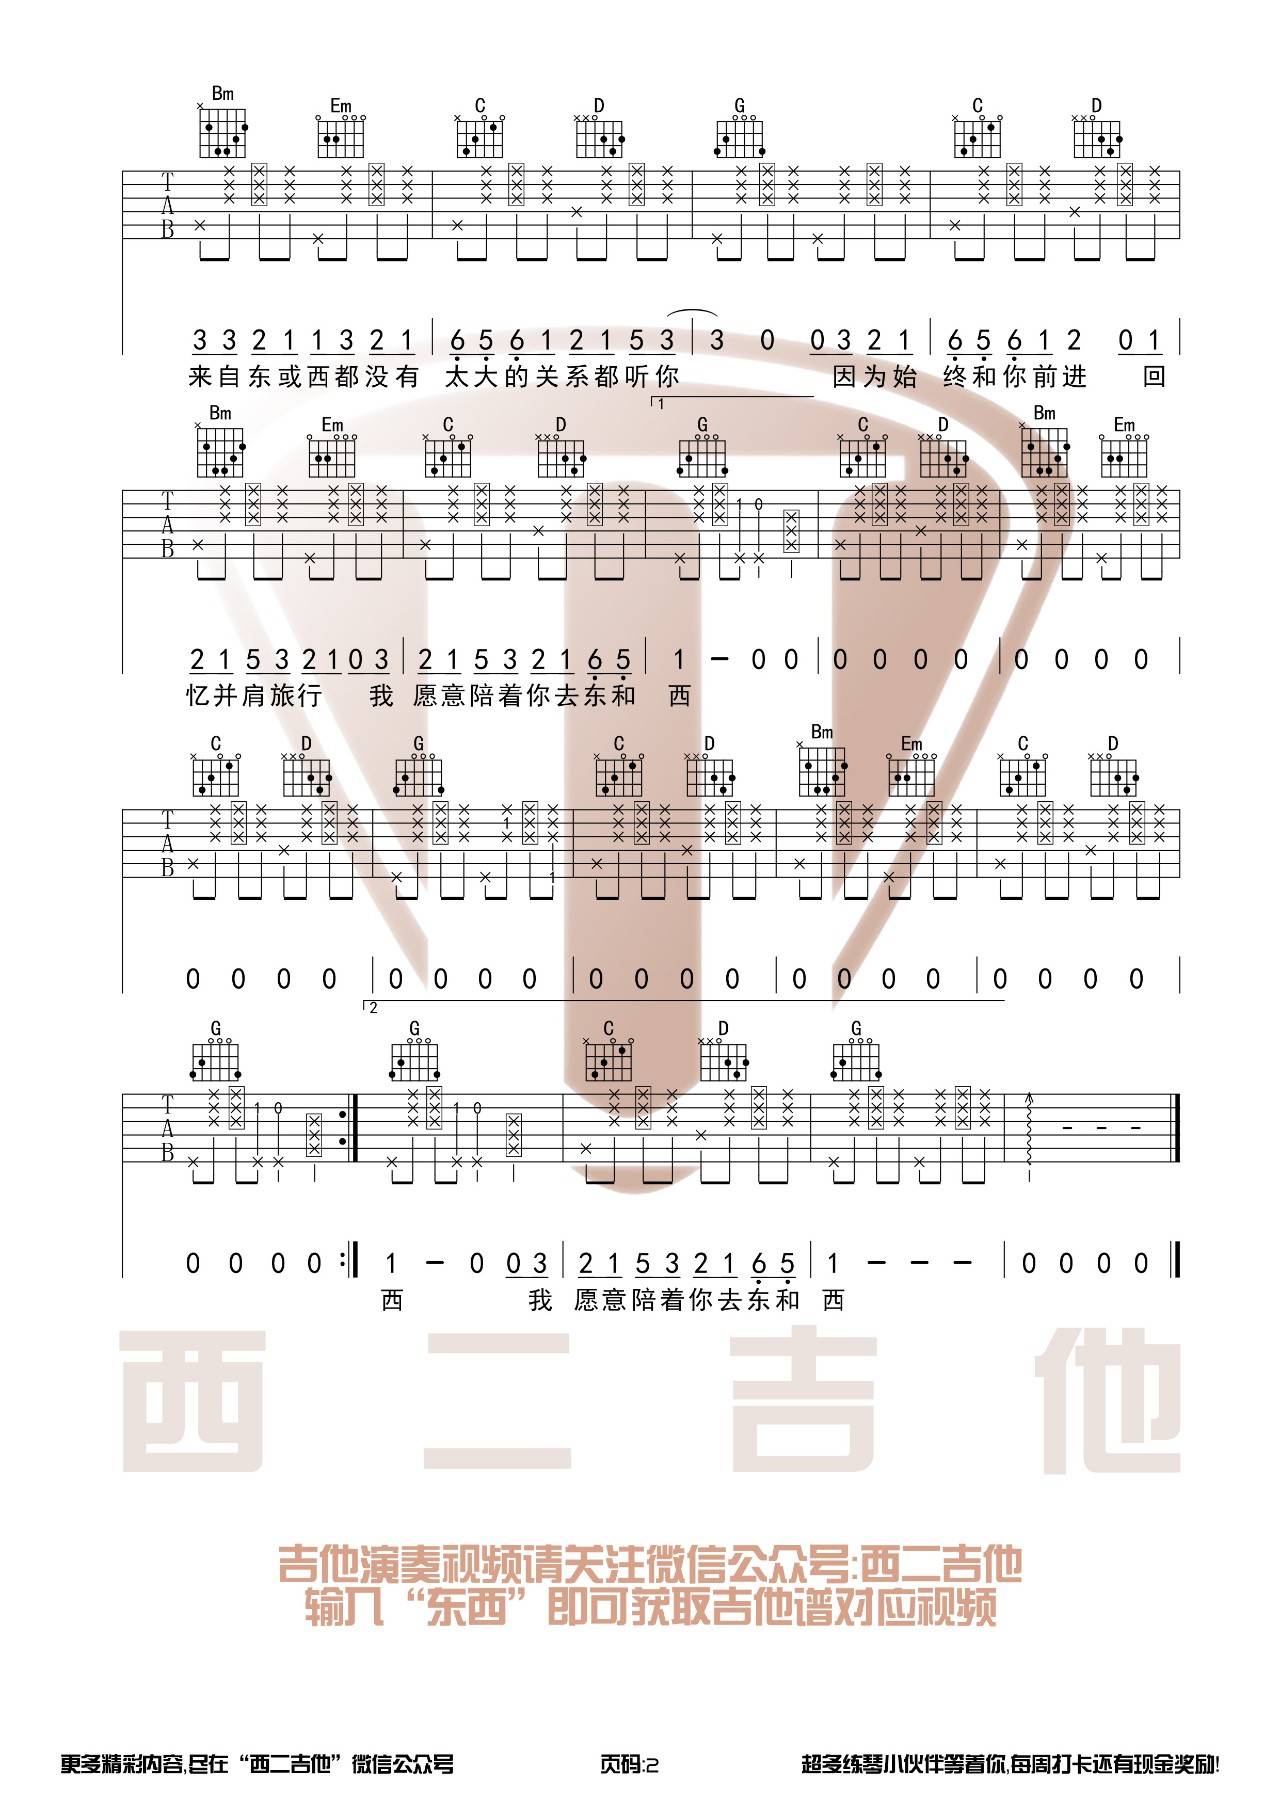 Bm Em C D G C D
T
A
B
3 3 2 1 1 3 2 1 6 5 6 1 2 1 5 3 3 0 0 3 2 1 6 5 6 1 2 0 1
来自东或西都没有 太大的关系都听你 因为始 终和你前进 回
1
Bm Em C D G C D Bm Em
T 1 0
A
B
2 1 5 3 2 1 0 3 2 1 5 3 2 1 6 5 1 – 0 0 0 0 0 0 0 0 0 0
忆并肩旅行 我 愿意陪着你去东和 西
C D G C D Bm Em C D
T 1
A
B 1
0 0 0 0 0 0 0 0 0 0 0 0 0 0 0 0 0 0 0 0
2
G G C D G
T 1 0 1 0
A - - -
B
0 0 0 0 1 – 0 0 3 2 1 5 3 2 1 6 5 1 – – – 0 0 0 0
西 我 愿意陪着你去东和 西
西二吉他
吉他演奏视频请关注微信公众号:西二吉他
输入“东西”即可获取吉他谱对应视频
更多精彩内容,尽在“西二吉他”微信公众号 页码:2 超多练琴小伙伴等着你,每周打卡还有现金奖励!